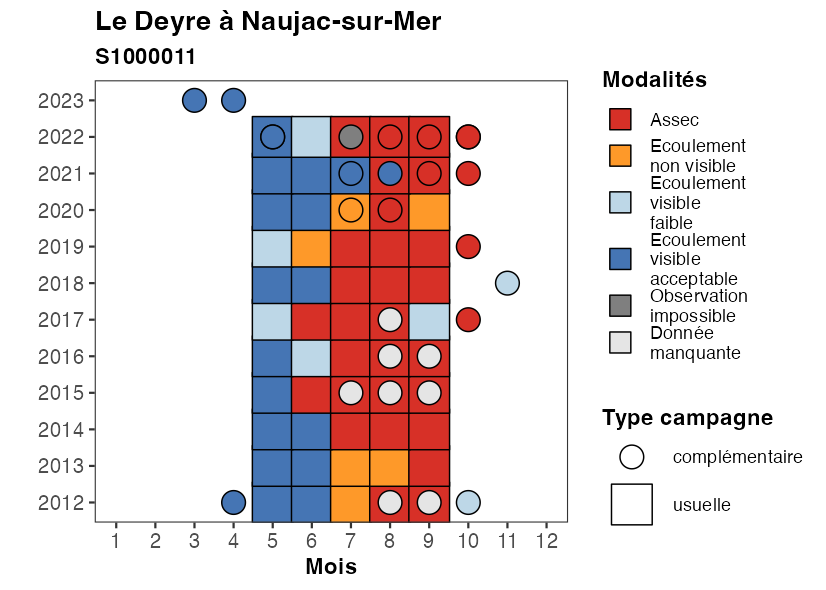 Le Deyre à Naujac-sur-Mer
S1000011
2023
2022
2021
2020
2019
2018
2017
2016
2015
2014
2013
2012
1 2 3 4 5 6 7 8 9 10 11 12
Mois
Modalités
Assec
Ecoulement
non visible
Ecoulement
visible
faible
Ecoulement
visible
acceptable
Observation
impossible
Donnée
manquante
Type campagne
complémentaire
usuelle